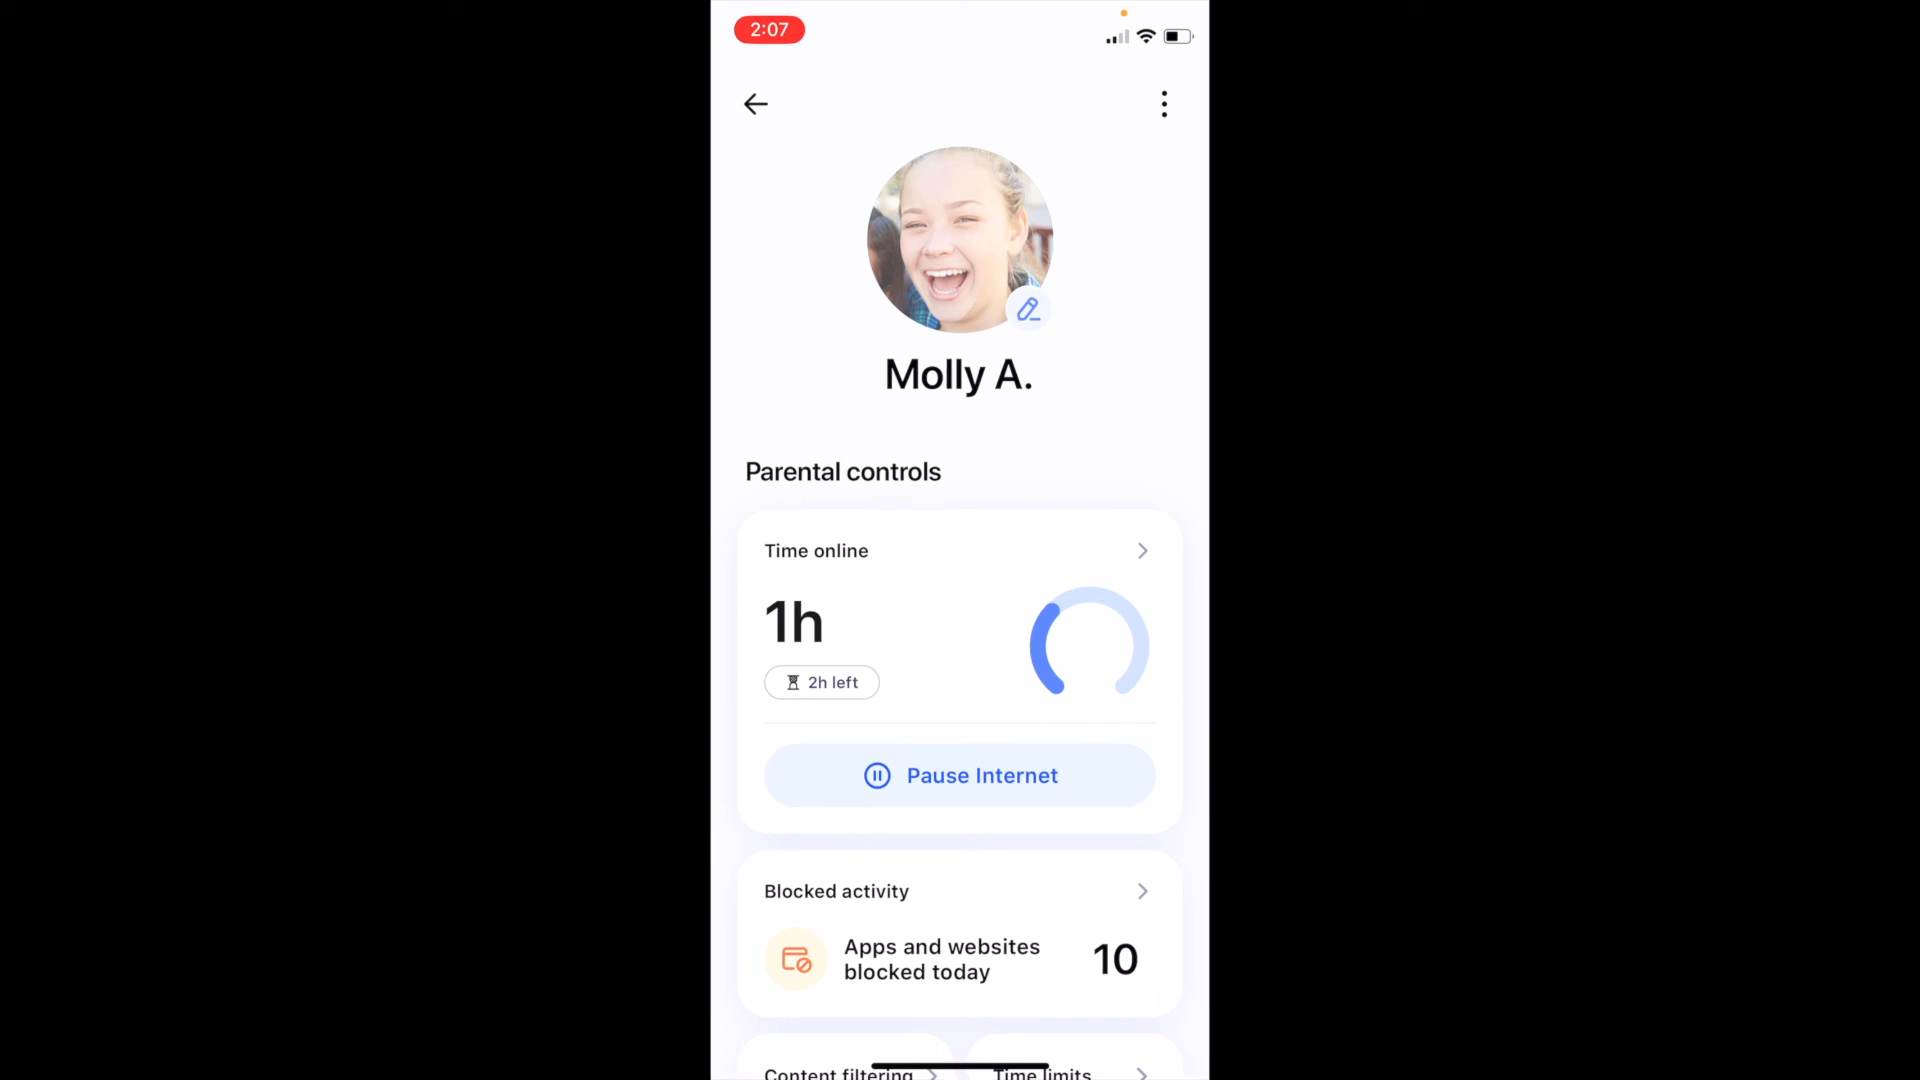 2:07
Molly A.
Parental controls
Time online
1h
2h left
Pause Internet
Blocked activity
Apps and websites
blocked today
10
Content filtering
Time limits